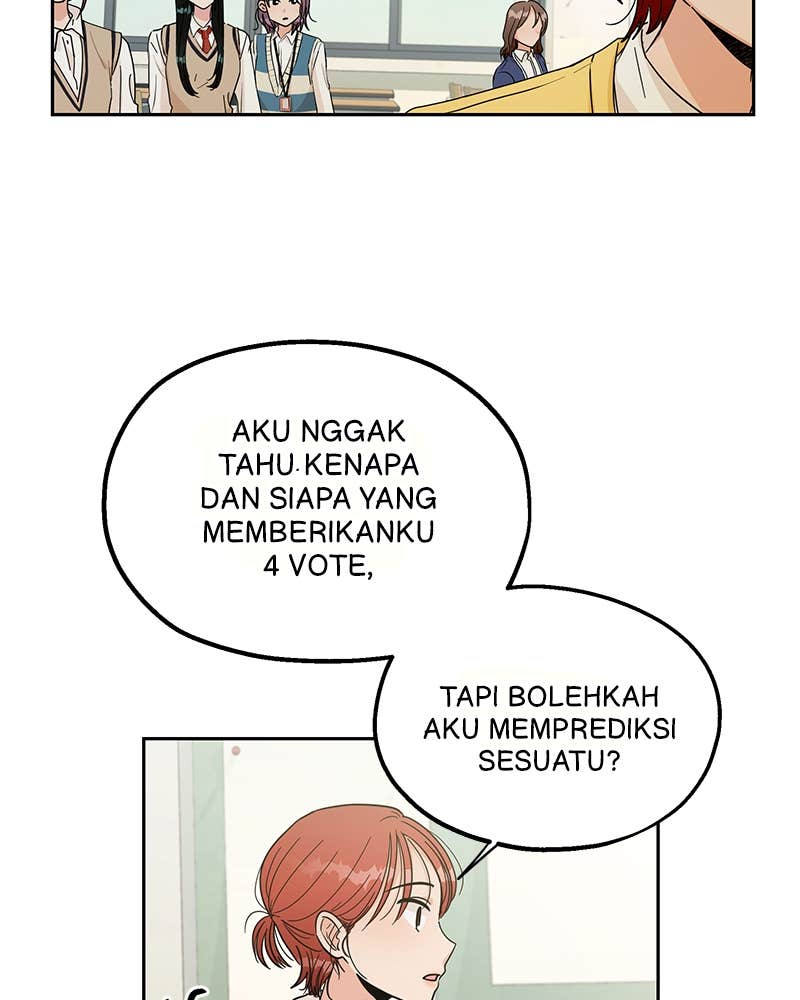 AKU NGGAK
TAHU KENAPA
DAN SIAPA YANG
MEMBERIKANKU
4 VOTE,
TAPI BOLEHKAH
AKU MEMPREDIKSI
SESUATU?